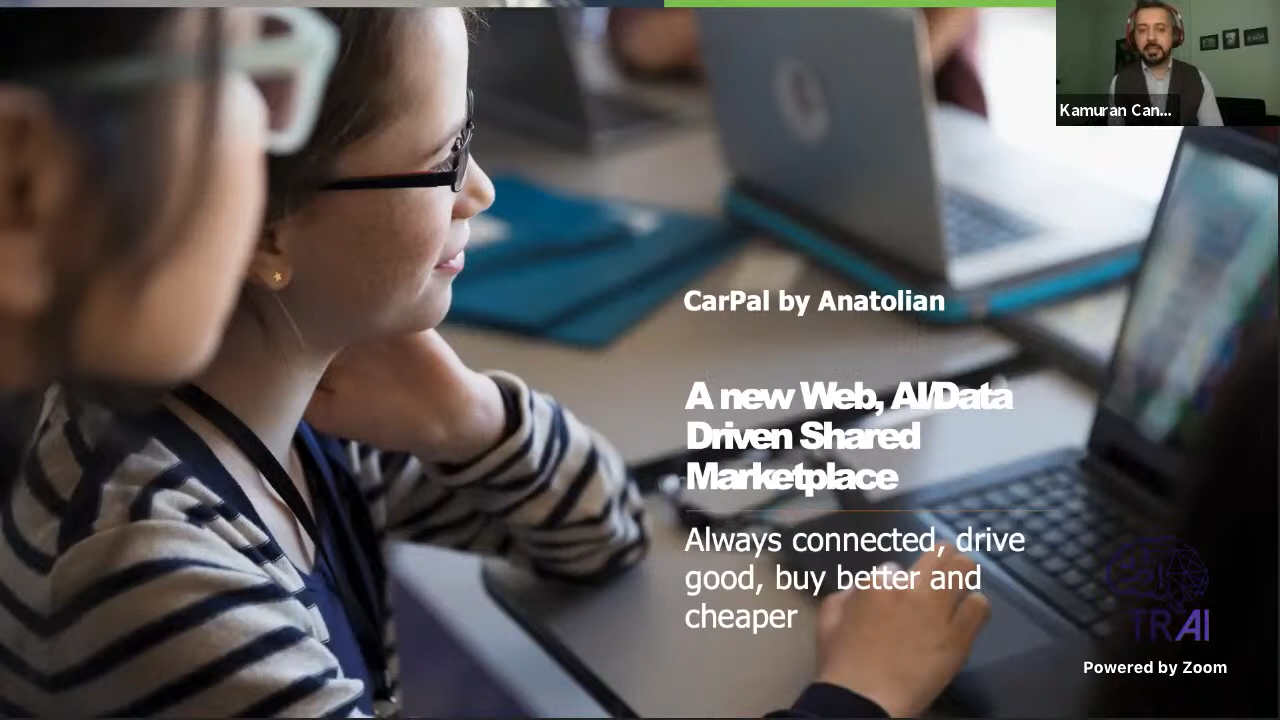 Kamuran Can...
CarPal by Anatolian
A new Web, AI/Data
Driven Shared
Marketplace
Always connected, drive
good, buy better and
cheaper
TRAI
Powered by Zoom